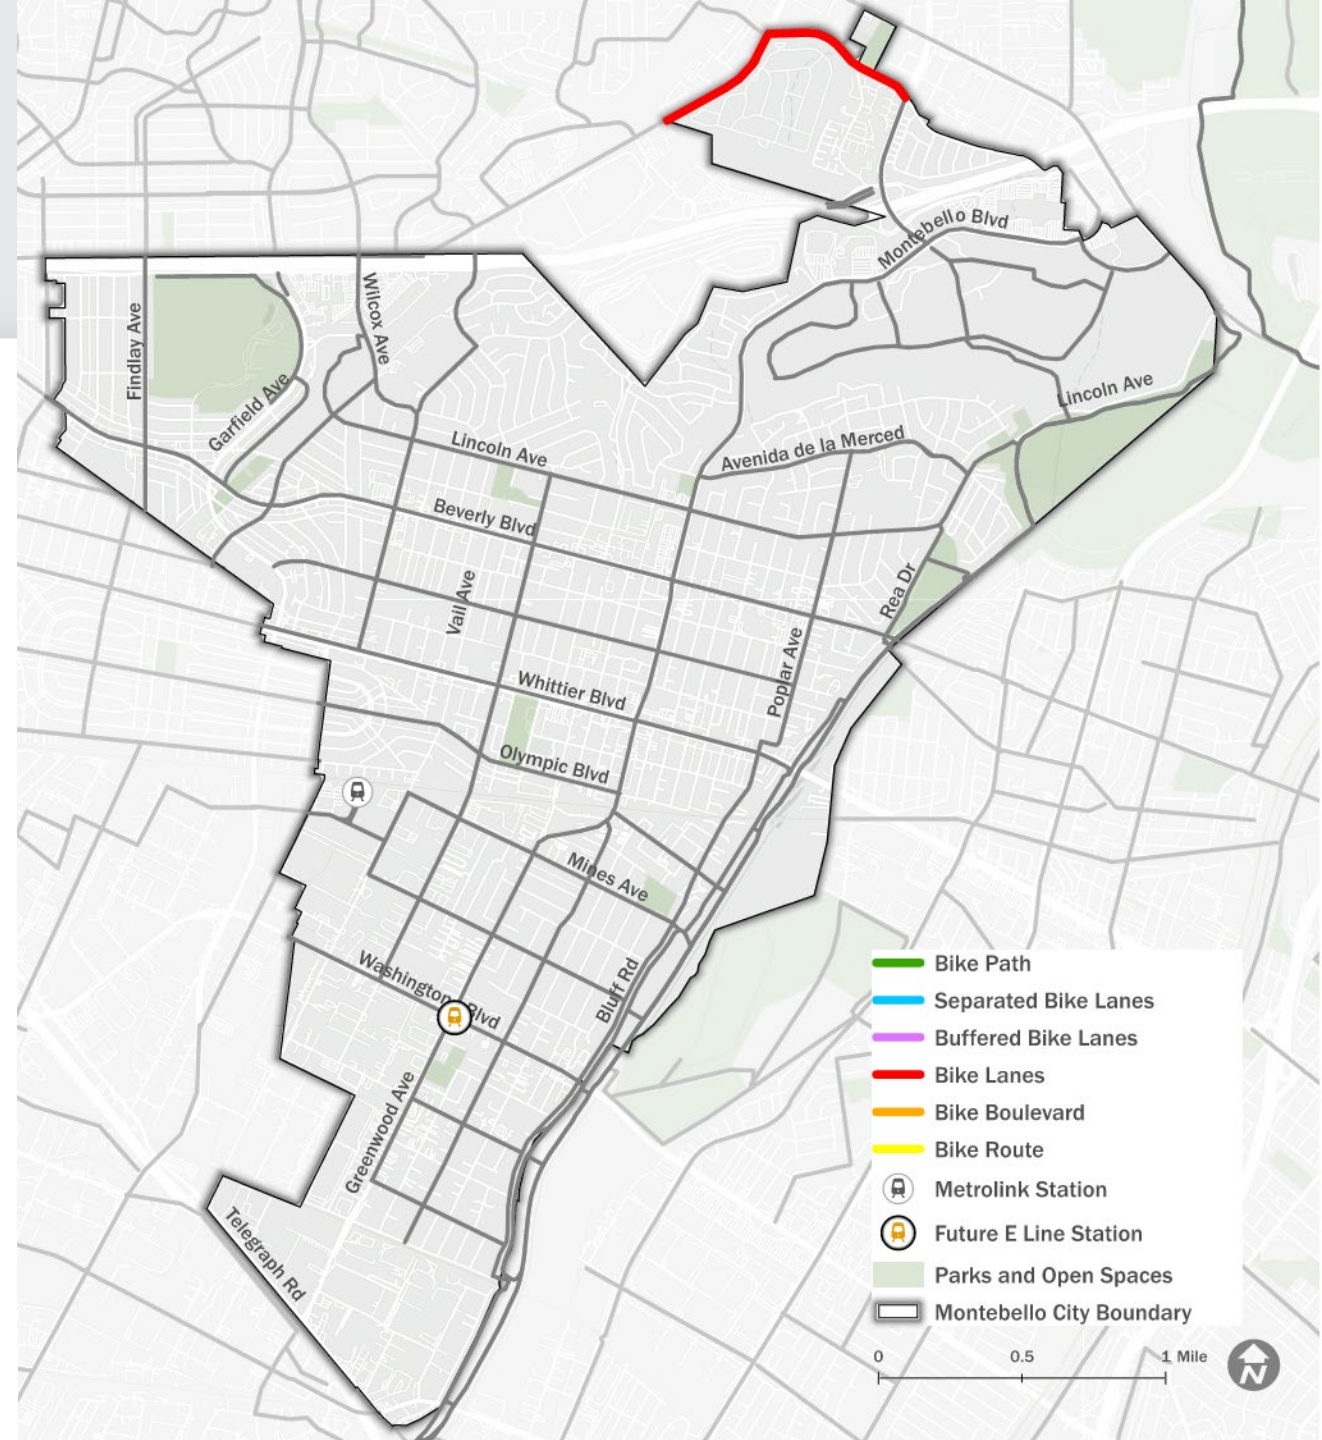 Montebello Blvd
Wilcox Ave
Findlay Ave
Garfield Ave
Lincoln Ave
Lincoln Ave
Avenida de la Merced
Beverly Blvd
Vail Ave
Rea Dr
Poplar Ave
Whittier Blvd
Olympic Blvd
Mines Ave
Washington Blvd
Bluff Rd
Greenwood Ave
Telegraph Rd
Bike Path
Separated Bike Lanes
Buffered Bike Lanes
Bike Lanes
Bike Boulevard
Bike Route
Metrolink Station
Future E Line Station
Parks and Open Spaces
Montebello City Boundary
0 0.5 1 Mile
N